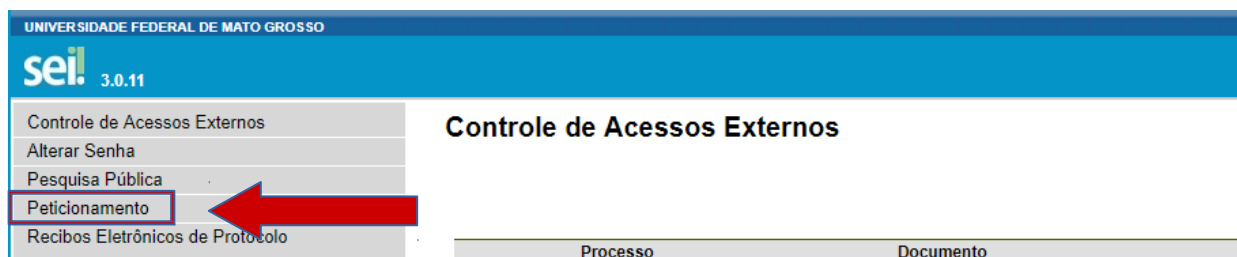 UNIVERSIDADE FEDERAL DE MATO GROSSO
sei! 3.0.11
Controle de Acessos Externos
Alterar Senha
Pesquisa Pública
Peticionamento
Recibos Eletrônicos de Protocolo
Controle de Acessos Externos
Processo Documento